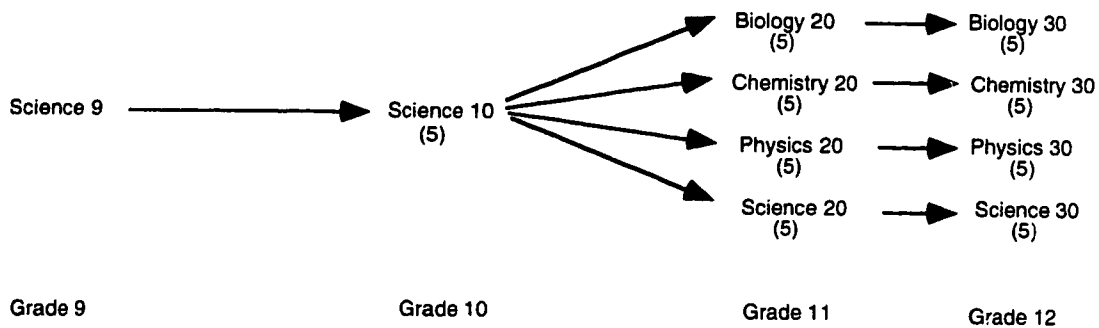 Science 9
Science 10
(5)
Biology 20
(5)
Chemistry 20
(5)
Physics 20
(5)
Science 20
(5)
Biology 30
(5)
Chemistry 30
(5)
Physics 30
(5)
Science 30
(5)
Grade 9
Grade 10
Grade 11
Grade 12